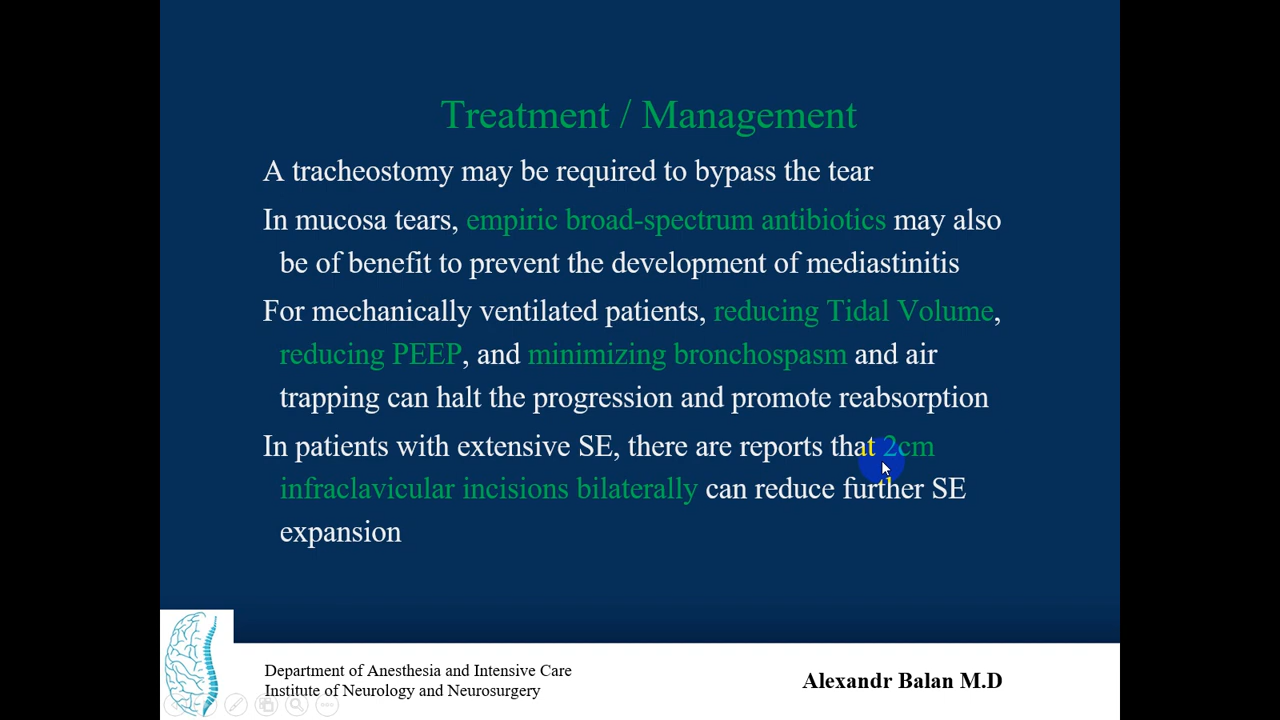 Treatment / Management
A tracheostomy may be required to bypass the tear
In mucosa tears, empiric broad-spectrum antibiotics may also
be of benefit to prevent the development of mediastinitis
For mechanically ventilated patients, reducing Tidal Volume,
reducing PEEP, and minimizing bronchospasm and air
trapping can halt the progression and promote reabsorption
In patients with extensive SE, there are reports that 2cm
infraclavicular incisions bilaterally can reduce further SE
expansion
Department of Anesthesia and Intensive Care
Institute of Neurology and Neurosurgery
Alexandr Balan M.D